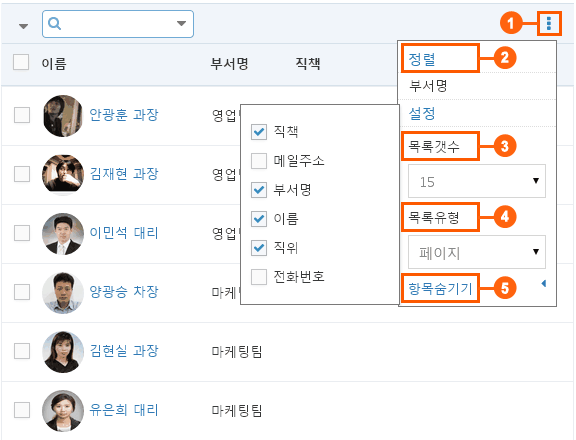 1
정렬 2
이름 부서명 직책
부서명
안광훈 과장 영업
설정
직책
목록갯수 3
메일주소
김재현 과장 영업
부서명
15
이름
목록유형 4
이민석 대리 영업
직위
페이지
전화번호
항목숨기기 5
양광승 차장 마케
김현실 과장 마케팅팀
유은희 대리 마케팅팀